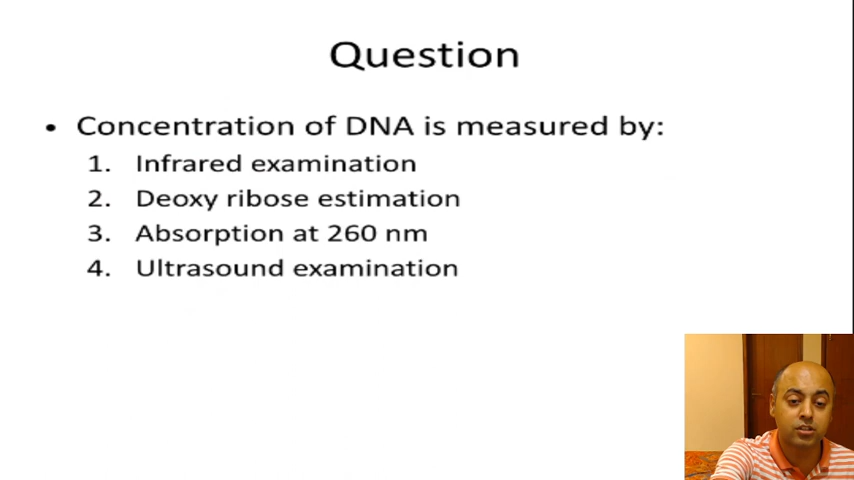 Question
• Concentration of DNA is measured by:
1. Infrared examination
2. Deoxy ribose estimation
3. Absorption at 260 nm
4. Ultrasound examination